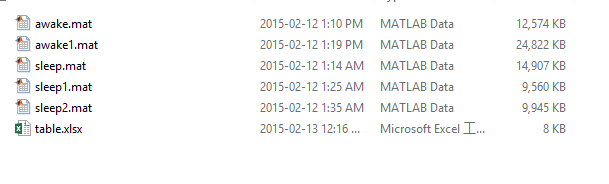 awake.mat 2015-02-12 1:10 PM MATLAB Data 12,574 KB
awake1.mat 2015-02-12 1:19 PM MATLAB Data 24,822 KB
sleep.mat 2015-02-12 1:14 AM MATLAB Data 14,907 KB
sleep1.mat 2015-02-12 1:25 AM MATLAB Data 9,560 KB
sleep2.mat 2015-02-12 1:35 AM MATLAB Data 9,945 KB
table.xlsx 2015-02-13 12:16 ... Microsoft Excel 工... 8 KB